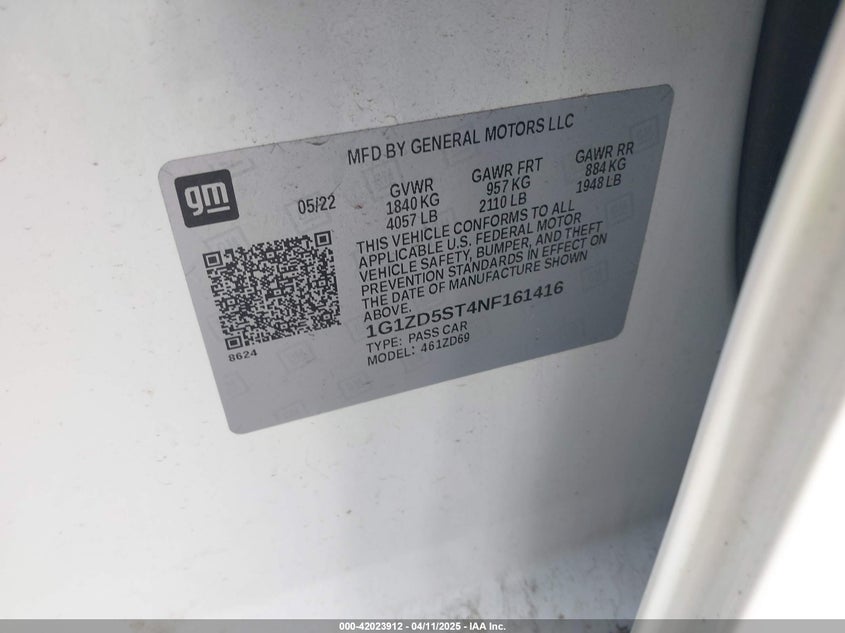 MFD BY GENERAL MOTORS LLC
gm
05/22
GVWR
1840 KG
4057 LB
GAWR FRT
957 KG
2110 LB
GAWR RR
884 KG
1948 LB
THIS VEHICLE CONFORMS TO ALL
APPLICABLE U.S. FEDERAL MOTOR
VEHICLE SAFETY, BUMPER, AND THEFT
PREVENTION STANDARDS IN EFFECT ON
THE DATE OF MANUFACTURE SHOWN
ABOVE.
1G1ZD5ST4NF161416
TYPE: PASS CAR
MODEL: 461ZD69
8624
000-42023912 - 04/11/2025 - IAA Inc.